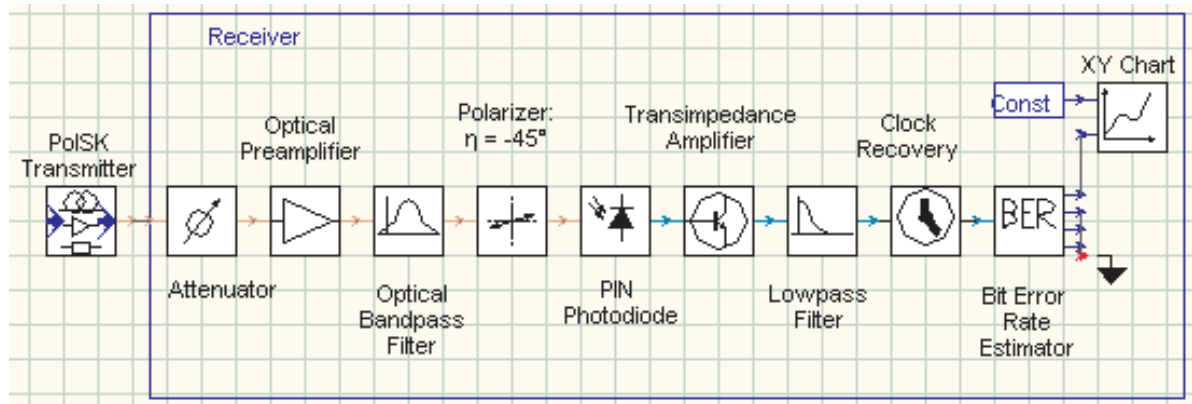 Receiver
XY Chart
Const
PolSK
Transmitter
Optical
Preamplifier
Polarizer:
η = -45°
Transimpedance
Amplifier
Clock
Recovery
BER
Attenuator
Optical
Bandpass
Filter
PIN
Photodiode
Lowpass
Filter
Bit Error
Rate
Estimator